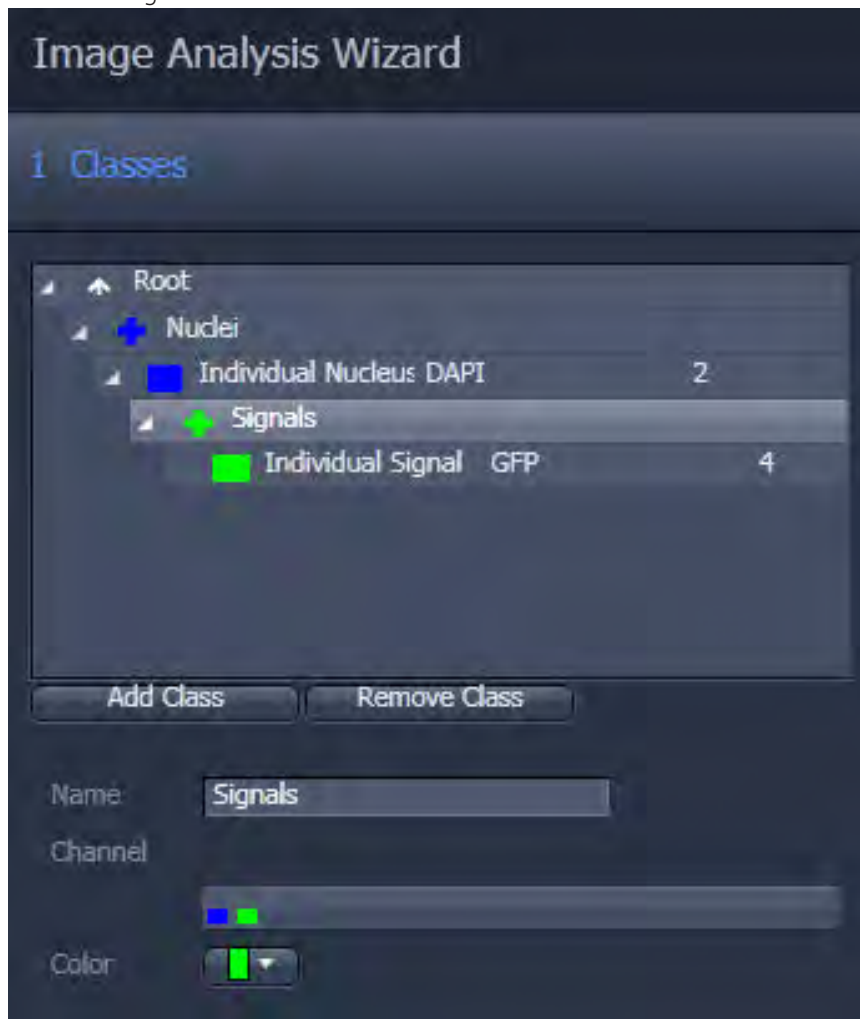 Image Analysis Wizard
1 Classes
Root
Nuclei
Individual Nucleus DAPI 2
Signals
Individual Signal GFP 4
Add Class Remove Class
Name Signals
Channel
Color